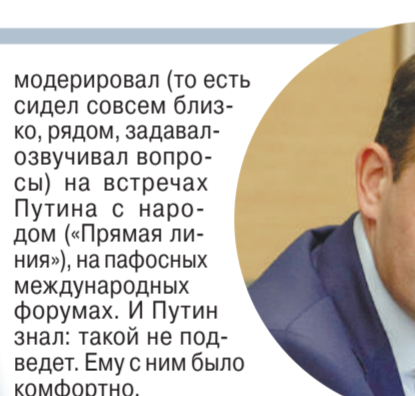 модерировал (то есть
сидел совсем близ-
ко, рядом, задавал-
озвучивал вопро-
сы) на встречах
Путина с наро-
дом («Прямая ли-
ния»), на пафосных
международных
форумах. И Путин
знал: такой не под-
ведет. Ему с ним было
комфортно.